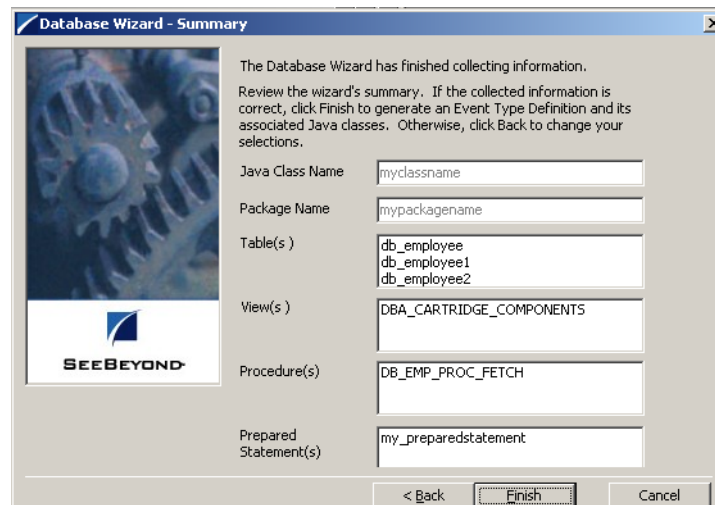 Database Wizard - Summary
The Database Wizard has finished collecting information.
Review the wizard's summary. If the collected information is
correct, click Finish to generate an Event Type Definition and its
associated Java classes. Otherwise, click Back to change your
selections.
Java Class Name
myclassname
Package Name
mypackagename
Table(s )
db_employee
db_employee1
db_employee2
View(s )
DBA_CARTRIDGE_COMPONENTS
SEEBEYOND
Procedure(s)
DB_EMP_PROC_FETCH
Prepared
Statement(s)
my_preparedstatement
< Back
Finish
Cancel